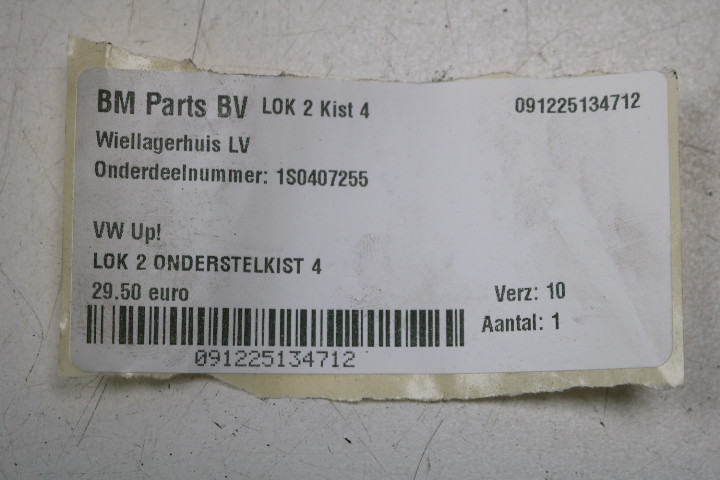 BM Parts BV LOK 2 Kist 4 091225134712
Wiellagerhuis LV
Onderdeelnummer: 1S0407255
VW Up!
LOK 2 ONDERSTELKIST 4
29.50 euro Verz: 10
Aantal: 1
091225134712